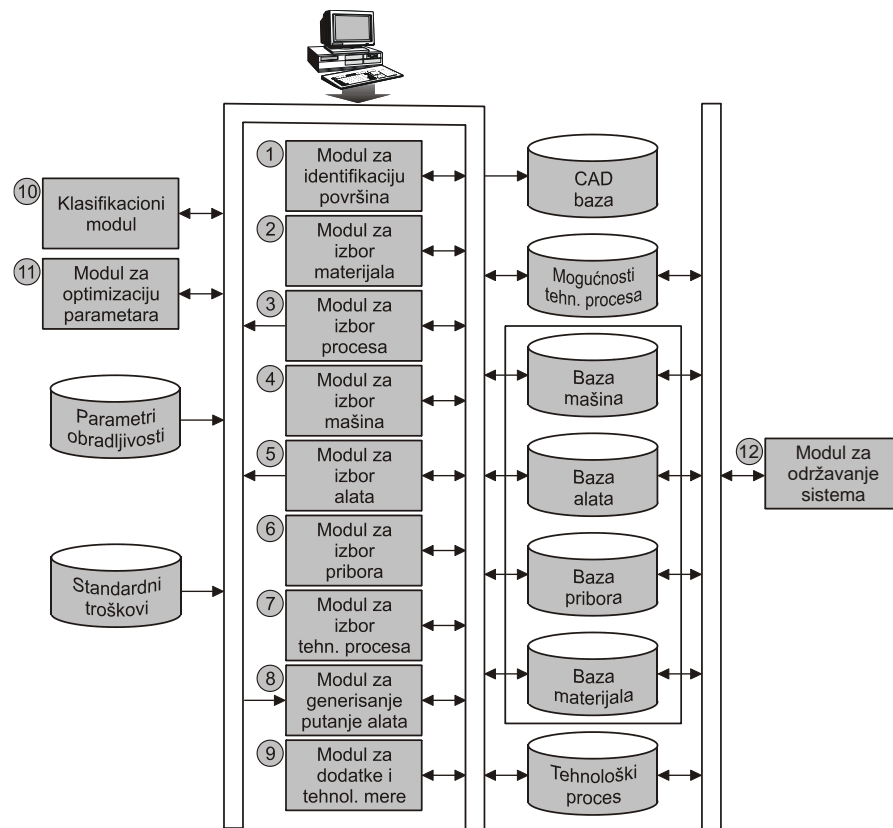 1
Modul za
identifikaciju
površina
2
Modul za
izbor
materijala
3
Modul za
izbor
procesa
4
Modul za
izbor
mašina
5
Modul za
izbor
alata
6
Modul za
izbor
pribora
7
Modul za
izbor
tehn. procesa
8
Modul za
generisanje
putanje alata
9
Modul za
dodatke i
tehnol. mere
10
Klasifikacioni
modul
11
Modul za
optimizaciju
parametara
Parametri
obradljivosti
Standardni
troškovi
CAD
baza
Mogućnosti
tehn. procesa
Baza
mašina
Baza
alata
Baza
pribora
Baza
materijala
Tehnološki
proces
12
Modul za
održavanje
sistema